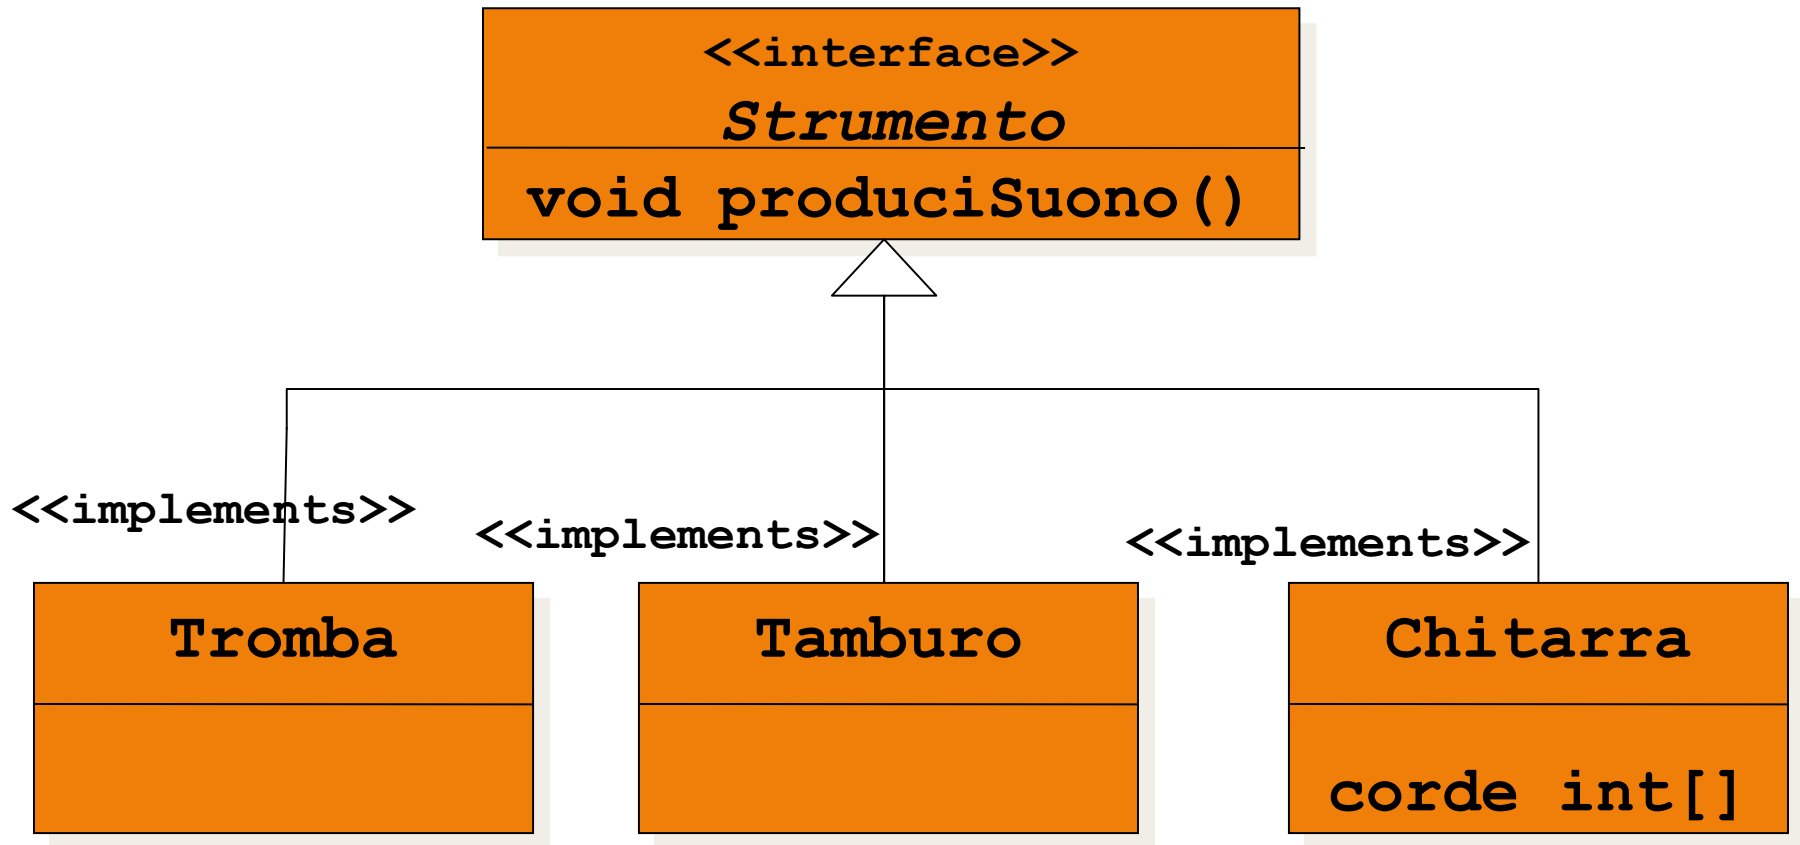 <<interface>>
Strumento
void produciSuono()
<<implements>>
<<implements>>
<<implements>>
Tromba
Tamburo
Chitarra
corde int[]